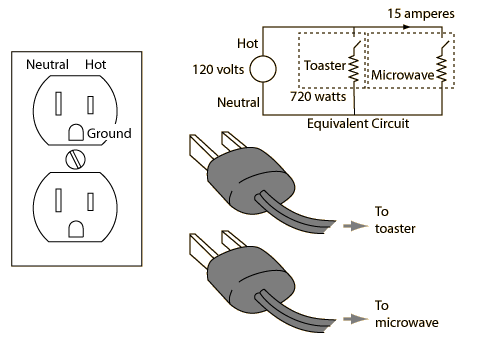 Neutral Hot
Ground
15 amperes
Hot
120 volts
Neutral
Toaster
Microwave
720 watts
Equivalent Circuit
To
toaster
To
microwave